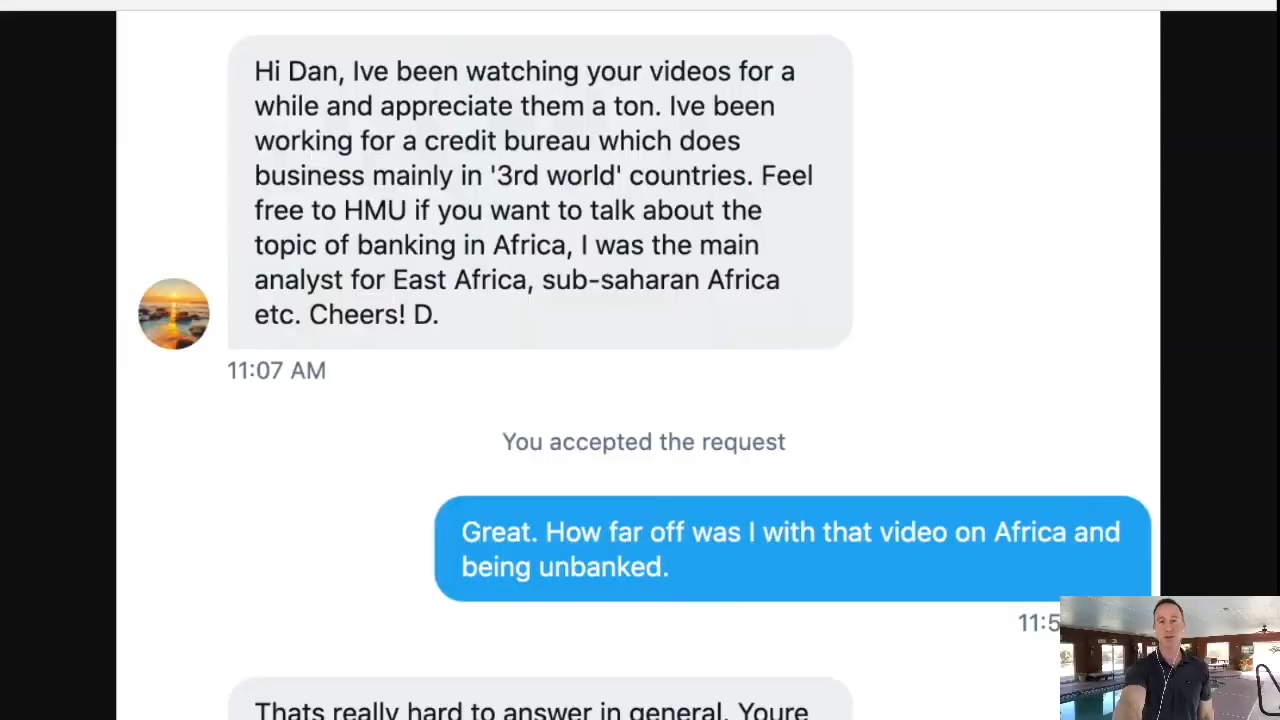 Hi Dan, Ive been watching your videos for a
while and appreciate them a ton. Ive been
working for a credit bureau which does
business mainly in '3rd world' countries. Feel
free to HMU if you want to talk about the
topic of banking in Africa, I was the main
analyst for East Africa, sub-saharan Africa
etc. Cheers! D.
11:07 AM
You accepted the request
Great. How far off was I with that video on Africa and
being unbanked.
Thats really hard to answer in general. Youre